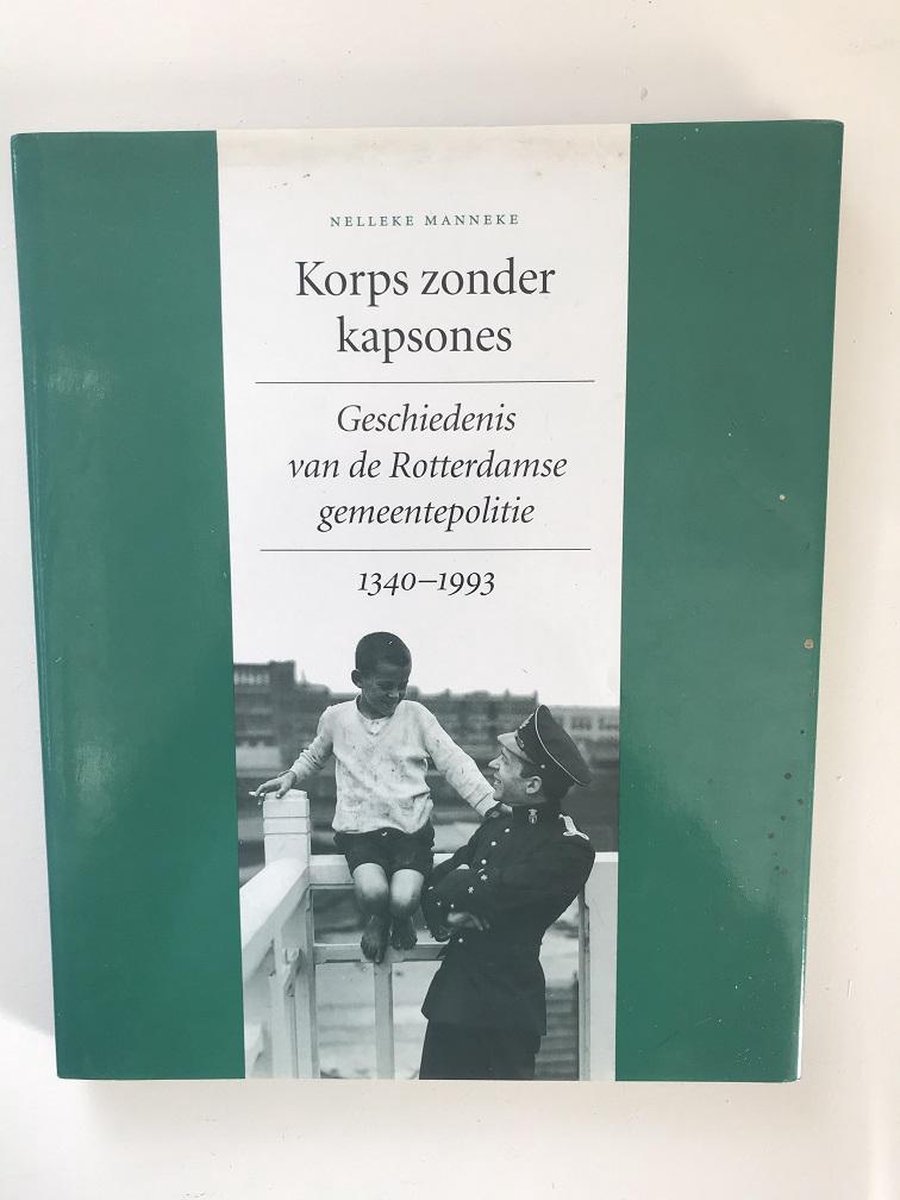 NELLEKE MANNEKE
Korps zonder
kapsones
Geschiedenis
van de Rotterdamse
gemeentepolitie
1340–1993